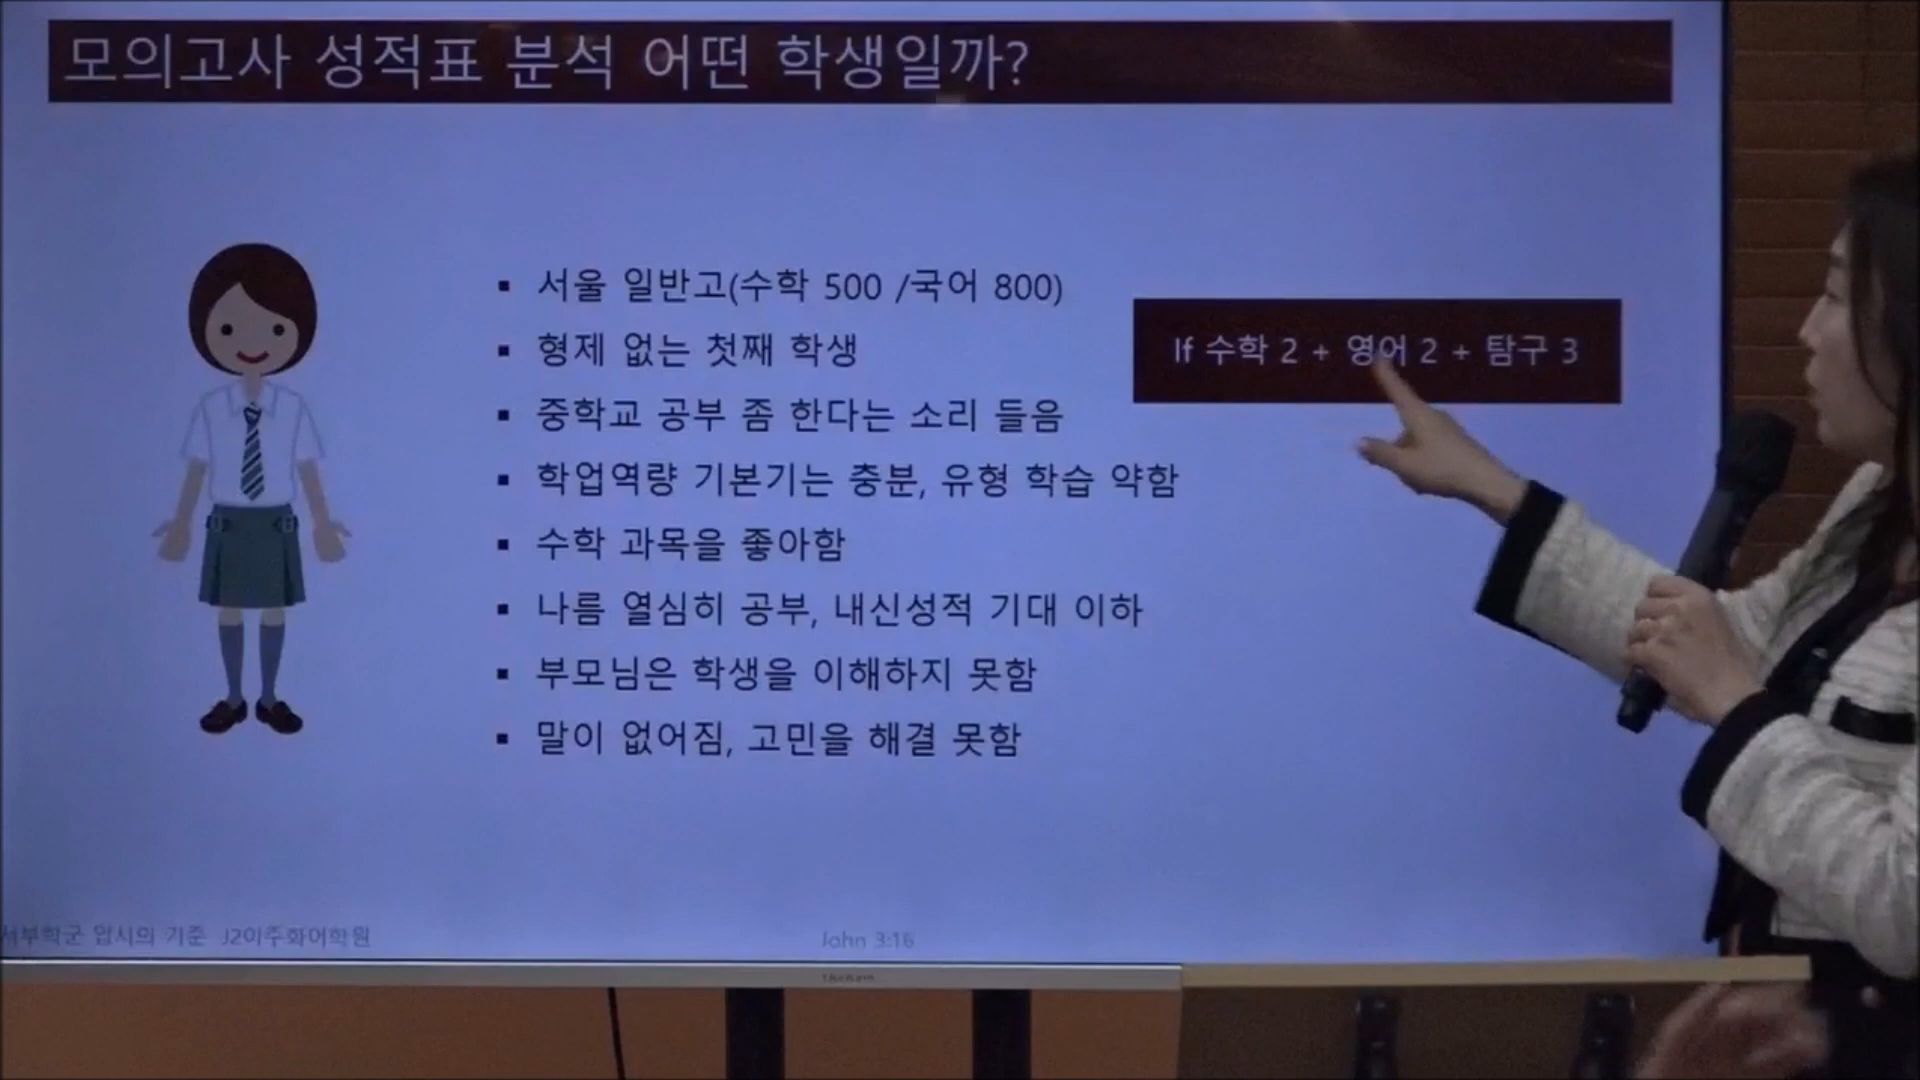 모의고사 성적표 분석 어떤 학생일까?
▪ 서울 일반고(수학 500 /국어 800)
▪ 형제 없는 첫째 학생
▪ 중학교 공부 좀 한다는 소리 들음
▪ 학업역량 기본기는 충분, 유형 학습 약함
▪ 수학 과목을 좋아함
▪ 나름 열심히 공부, 내신성적 기대 이하
▪ 부모님은 학생을 이해하지 못함
▪ 말이 없어짐, 고민을 해결 못함
If 수학 2 + 영어 2 + 탐구 3
서부학군 입시의 기준 J2이주화어학원
John 3:16